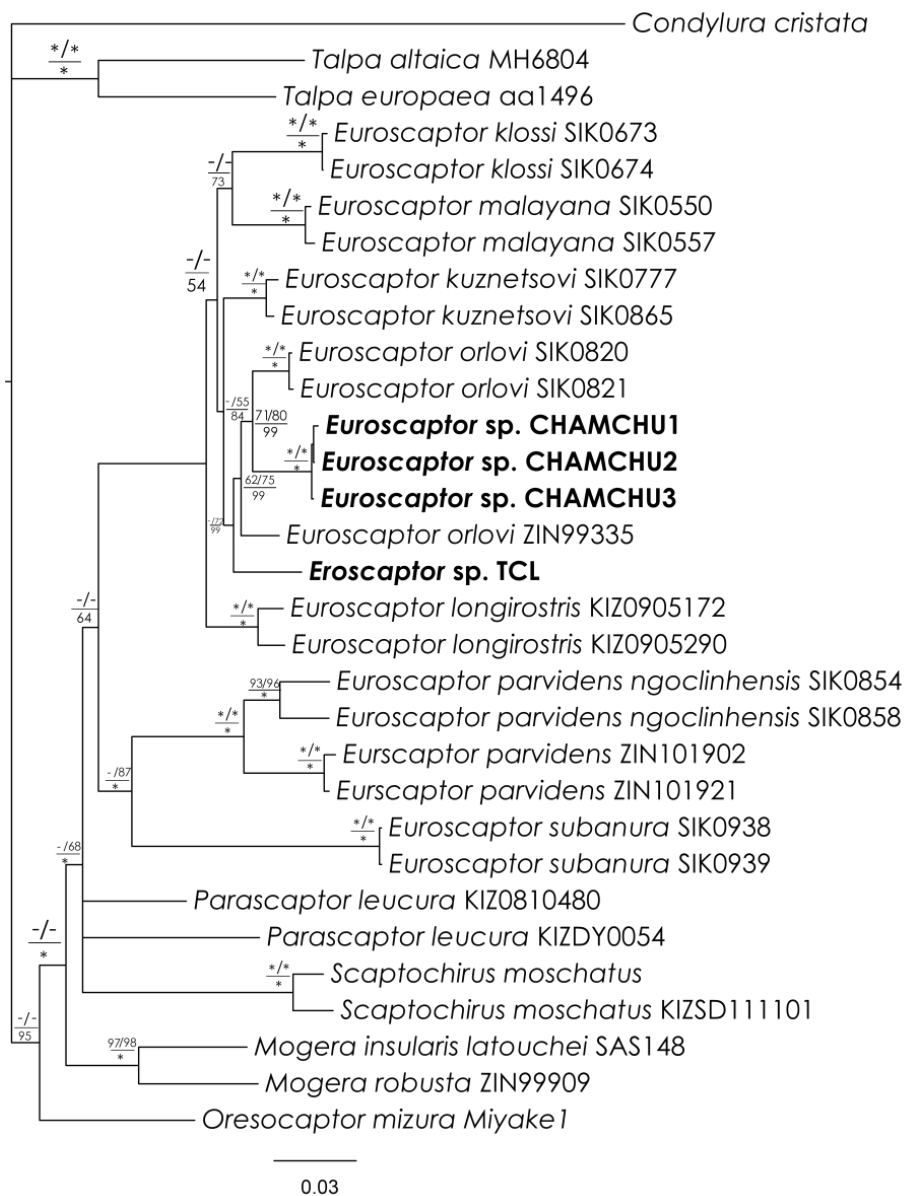 Condylura cristata
*/*
*
Talpa altaica MH6804
Talpa europaea aa1496
*/*
*
Euroscaptor klossi SIK0673
Euroscaptor klossi SIK0674
-/-
73
*/*
*
Euroscaptor malayana SIK0550
Euroscaptor malayana SIK0557
-/-
54
*/*
*
Euroscaptor kuznetsovi SIK0777
Euroscaptor kuznetsovi SIK0865
*/*
*
Euroscaptor orlovi SIK0820
Euroscaptor orlovi SIK0821
-/55
84
71/80
99
Euroscaptor sp. CHAMCHU1
*/*
*
Euroscaptor sp. CHAMCHU2
Euroscaptor sp. CHAMCHU3
62/75
99
-/77
99
Euroscaptor orlovi ZIN99335
Eroscaptor sp. TCL
-/-
64
*/*
*
Euroscaptor longirostris KIZ0905172
Euroscaptor longirostris KIZ0905290
93/96
*
Euroscaptor parvidens ngoclinhensis SIK0854
Euroscaptor parvidens ngoclinhensis SIK0858
*/*
*
*/*
*
Eurscaptor parvidens ZIN101902
Eurscaptor parvidens ZIN101921
-/87
*
*/*
*
Euroscaptor subanura SIK0938
Euroscaptor subanura SIK0939
-/68
*
Parascaptor leucura KIZ0810480
Parascaptor leucura KIZDY0054
-/-
*
*/*
*
Scaptochirus moschatus
Scaptochirus moschatus KIZSD111101
-/-
95
97/98
*
Mogera insularis latouchei SAS148
Mogera robusta ZIN99909
Oresocaptor mizura Miyake1
0.03